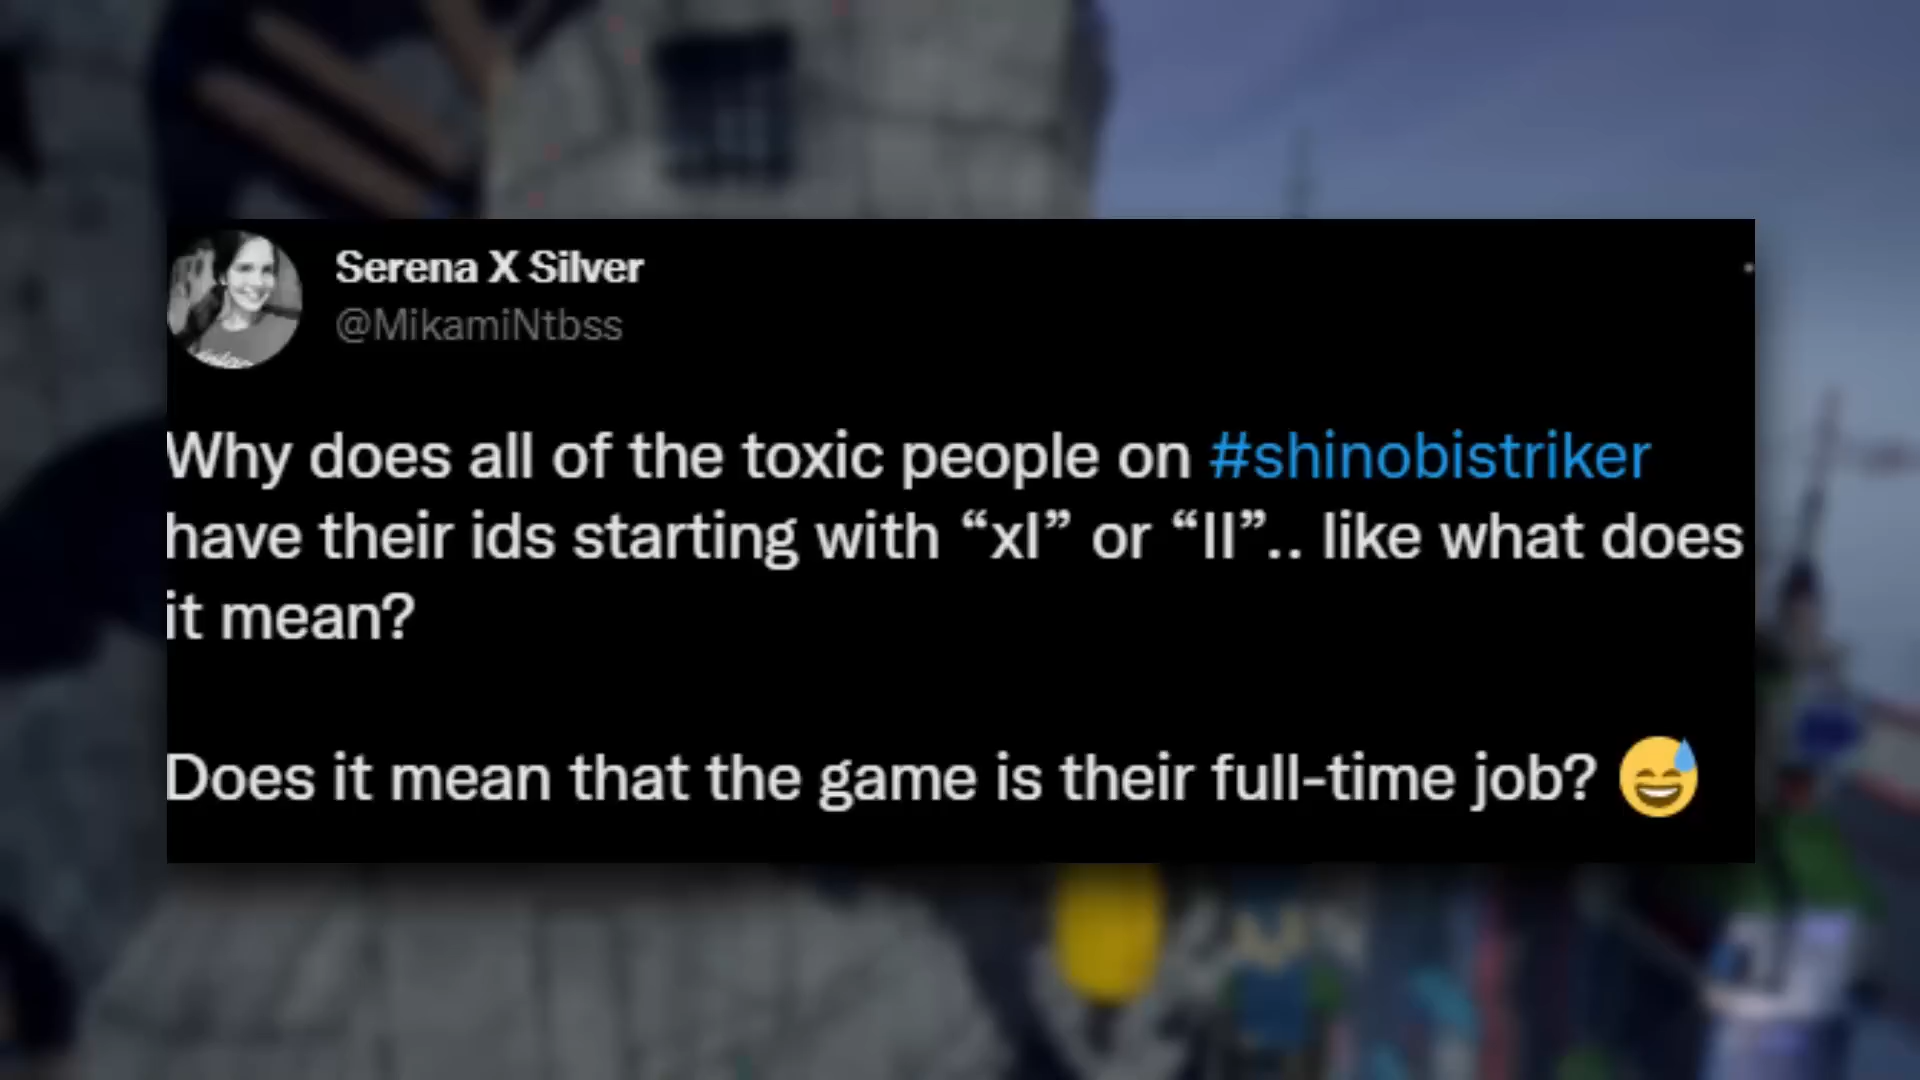 Serena X Silver
@MikamiNtbss
Why does all of the toxic people on #shinobistriker
have their ids starting with “xl” or “ll”.. like what does
it mean?
Does it mean that the game is their full-time job? 😅